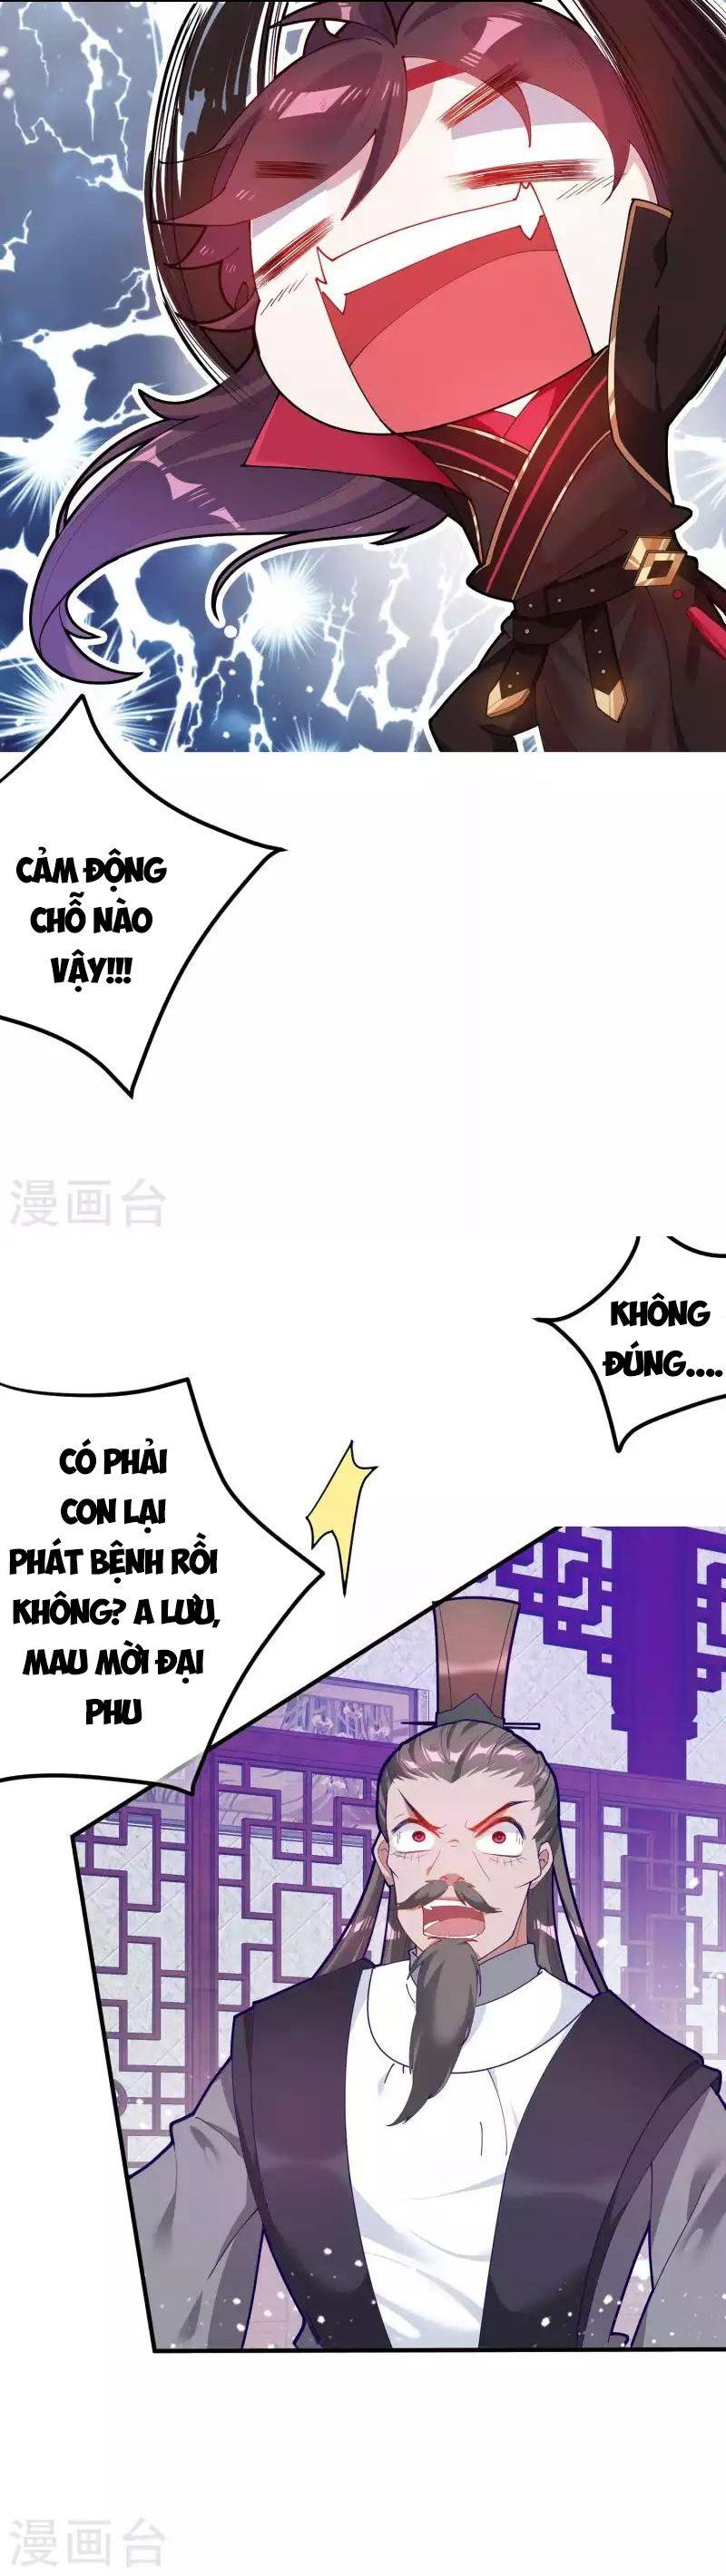 CẢM ĐỘNG
CHỖ NÀO
VẬY!!!
漫画台
KHÔNG
ĐÚNG....
CÓ PHẢI
CON LẠI
PHÁT BỆNH RỒI
KHÔNG? A LƯU,
MAU MỜI ĐẠI
PHU
漫画台